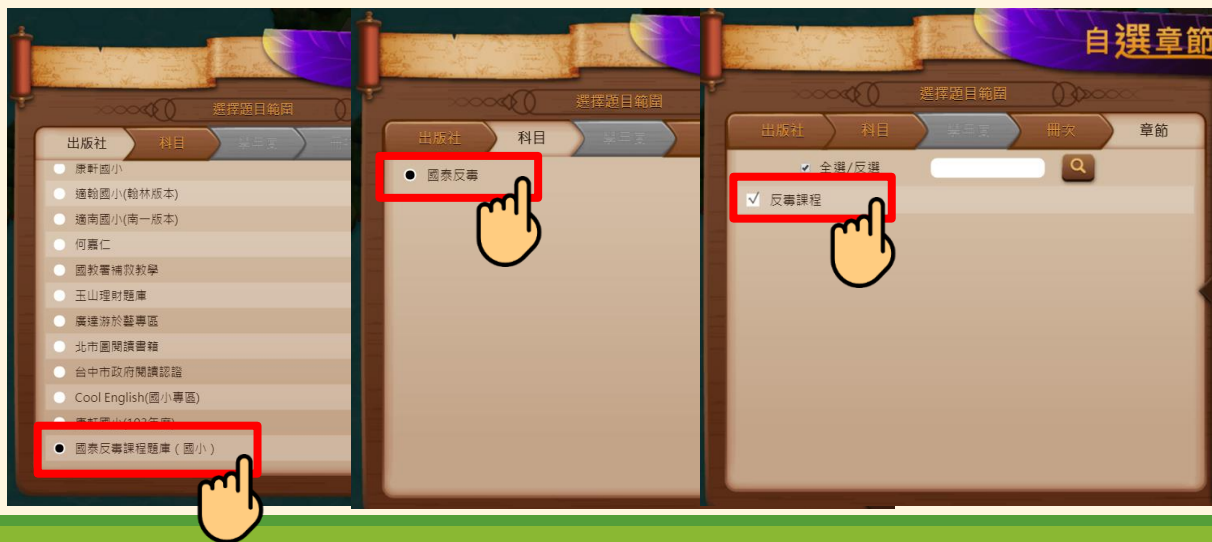 選擇題目範圍
出版社
科目
康軒國小
適翰國小(翰林版本)
適南國小(南一版本)
何嘉仁
國教署補救教學
玉山理財題庫
廣達游於藝專區
北市圖閱讀書籍
台中市政府閱讀認證
Cool English(國小專區)
國泰反毒課程題庫(國小)
選擇題目範圍
出版社
科目
國泰反毒
自選章節
選擇題目範圍
出版社
科目
冊次
章節
全選/反選
反毒課程